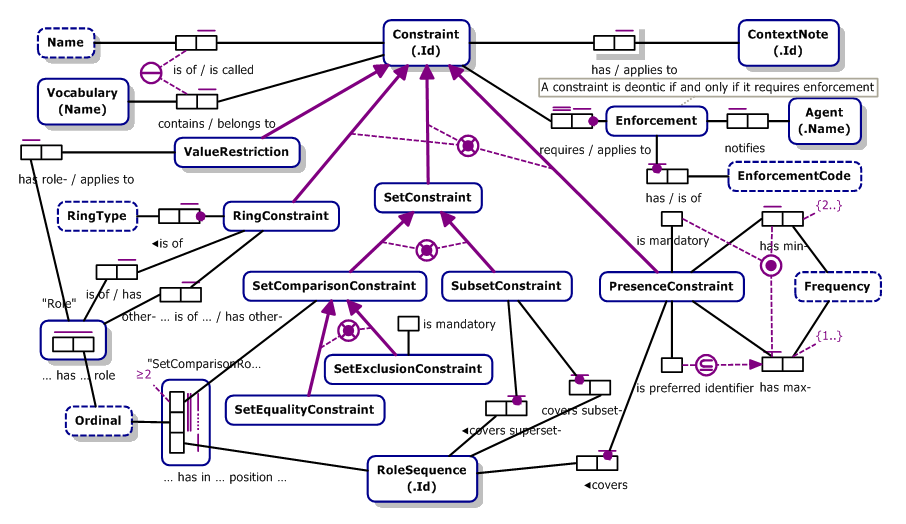 Name
Constraint
(.Id)
ContextNote
(.Id)
is of / is called
has / applies to
Vocabulary
(Name)
A constraint is deontic if and only if it requires enforcement
contains / belongs to
Enforcement
Agent
(.Name)
requires / applies to
notifies
ValueRestriction
has role- / applies to
EnforcementCode
has / is of
SetConstraint
RingType
RingConstraint
{2..}
is mandatory
has min-
◄is of
is of / has
SetComparisonConstraint
SubsetConstraint
PresenceConstraint
Frequency
"Role"
other- ... is of ... / has other-
is mandatory
{1..}
"SetComparisonRo...
... has ... role
≥2
SetExclusionConstraint
is preferred identifier
has max-
SetEqualityConstraint
covers subset-
Ordinal
◄covers superset-
RoleSequence
(.Id)
... has in ... position ...
◄covers